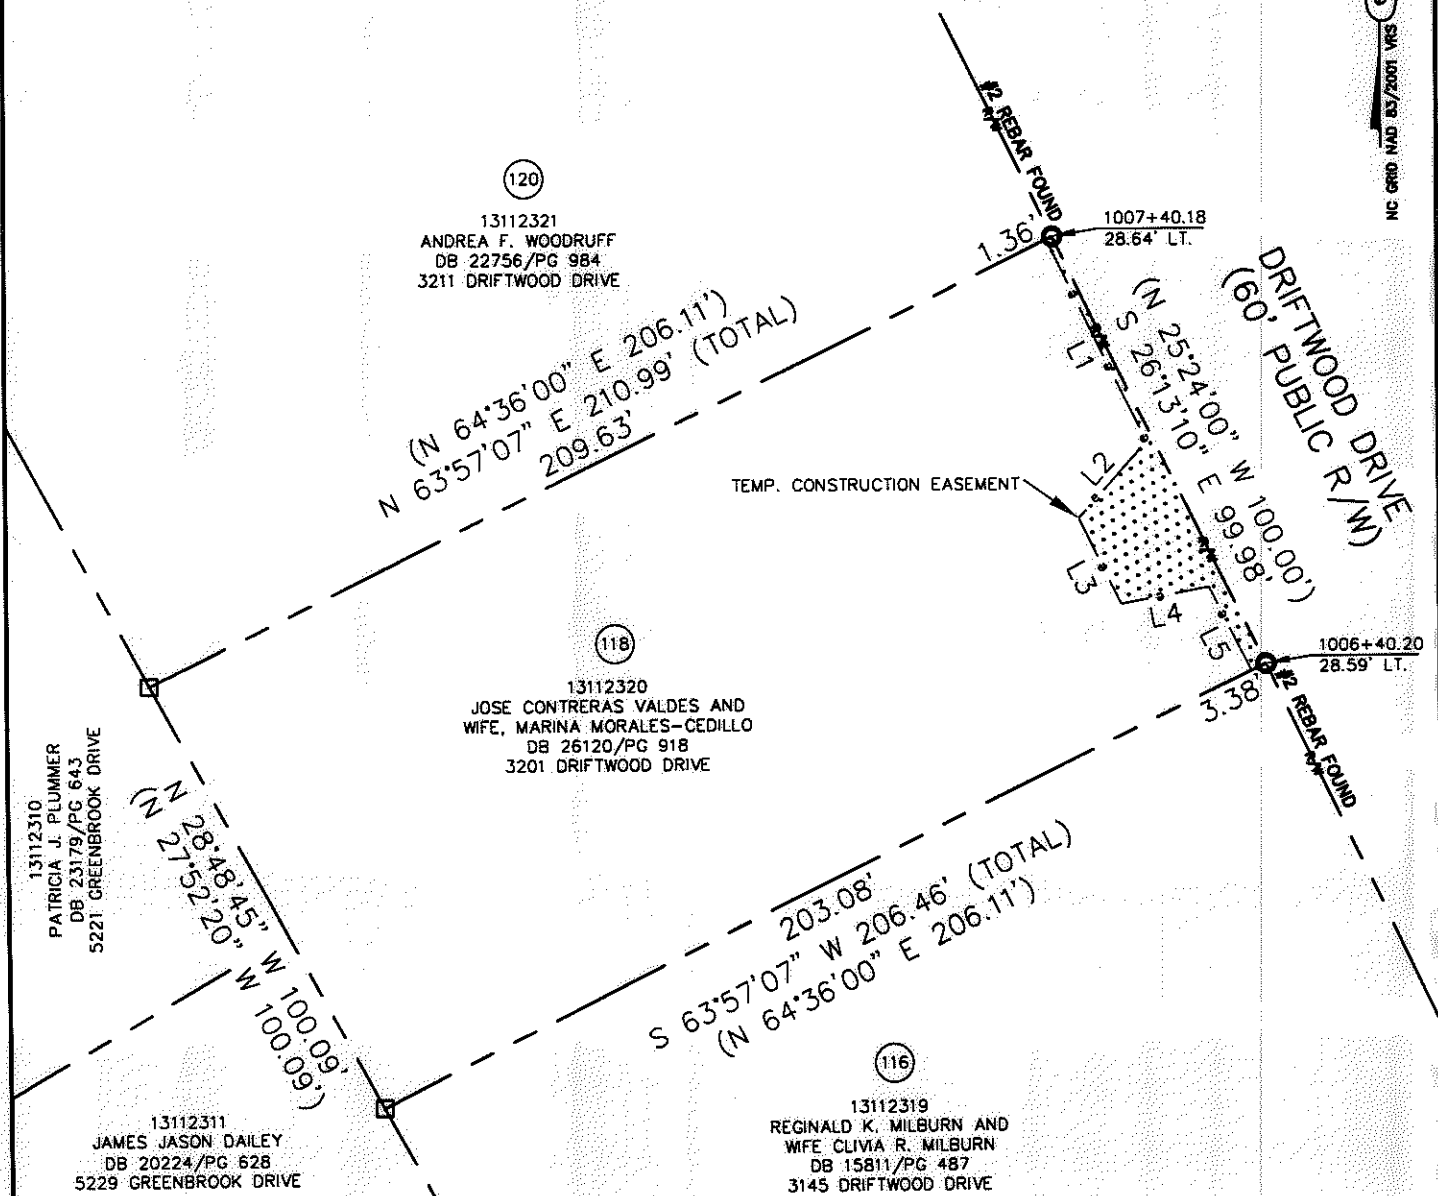 NC GRID NAD 83/2001 VRS
#2 REBAR FOUND
R/W
120
13112321
ANDREA F. WOODRUFF
DB 22756/PG 984
3211 DRIFTWOOD DRIVE
1.36'
1007+40.18
28.64' LT.
DRIFTWOOD DRIVE
(60' PUBLIC R/W)
(N 25°24'00" W 100.00')
S 26°13'10" E 99.98'
R/W
L1
(N 64°36'00" E 206.11')
N 63°57'07" E 210.99' (TOTAL)
209.63'
L2
TEMP. CONSTRUCTION EASEMENT
R/W
L3
L4
L5
118
13112320
JOSE CONTRERAS VALDES AND
WIFE, MARINA MORALES-CEDILLO
DB 26120/PG 918
3201 DRIFTWOOD DRIVE
1006+40.20
28.59' LT.
3.38'
#2 REBAR FOUND
R/W
13112310
PATRICIA J. PLUMMER
DB 23179/PG 643
5221 GREENBROOK DRIVE
N 28°48'45" W 100.09'
(N 27°52'20" W 100.09')
203.08'
S 63°57'07" W 206.46' (TOTAL)
(N 64°36'00" E 206.11')
13112311
JAMES JASON DAILEY
DB 20224/PG 628
5229 GREENBROOK DRIVE
116
13112319
REGINALD K. MILBURN AND
WIFE CLIVIA R. MILBURN
DB 15811/PG 487
3145 DRIFTWOOD DRIVE